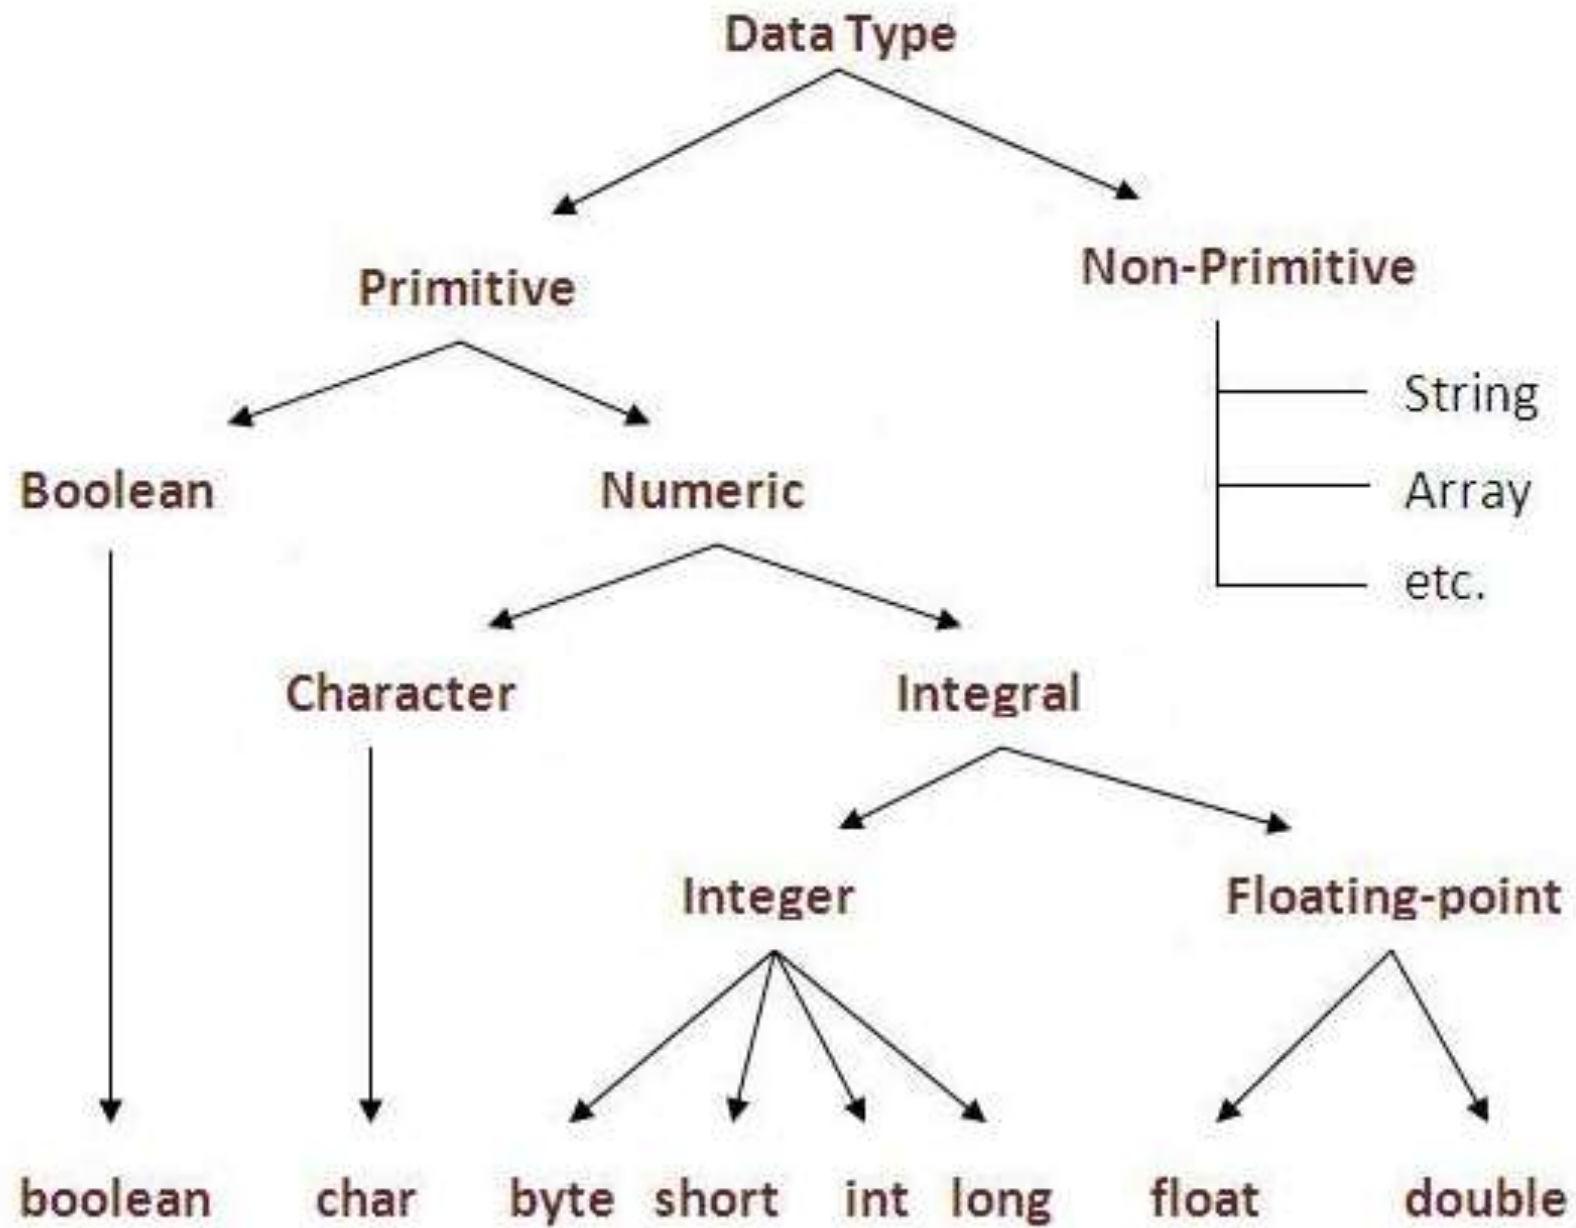 Data Type
Primitive
Non-Primitive
String
Array
etc.
Boolean
Numeric
Character
Integral
Integer
Floating-point
boolean
char
byte
short
int
long
float
double